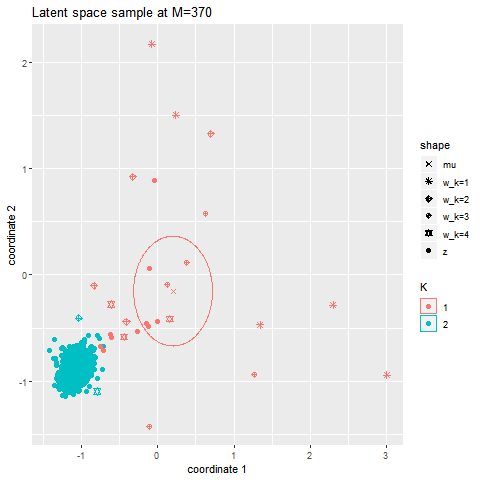 Latent space sample at M=370
2
1
0
-1
coordinate 2
-1
0
1
2
3
coordinate 1
shape
mu
w_k=1
w_k=2
w_k=3
w_k=4
z
K
1
2